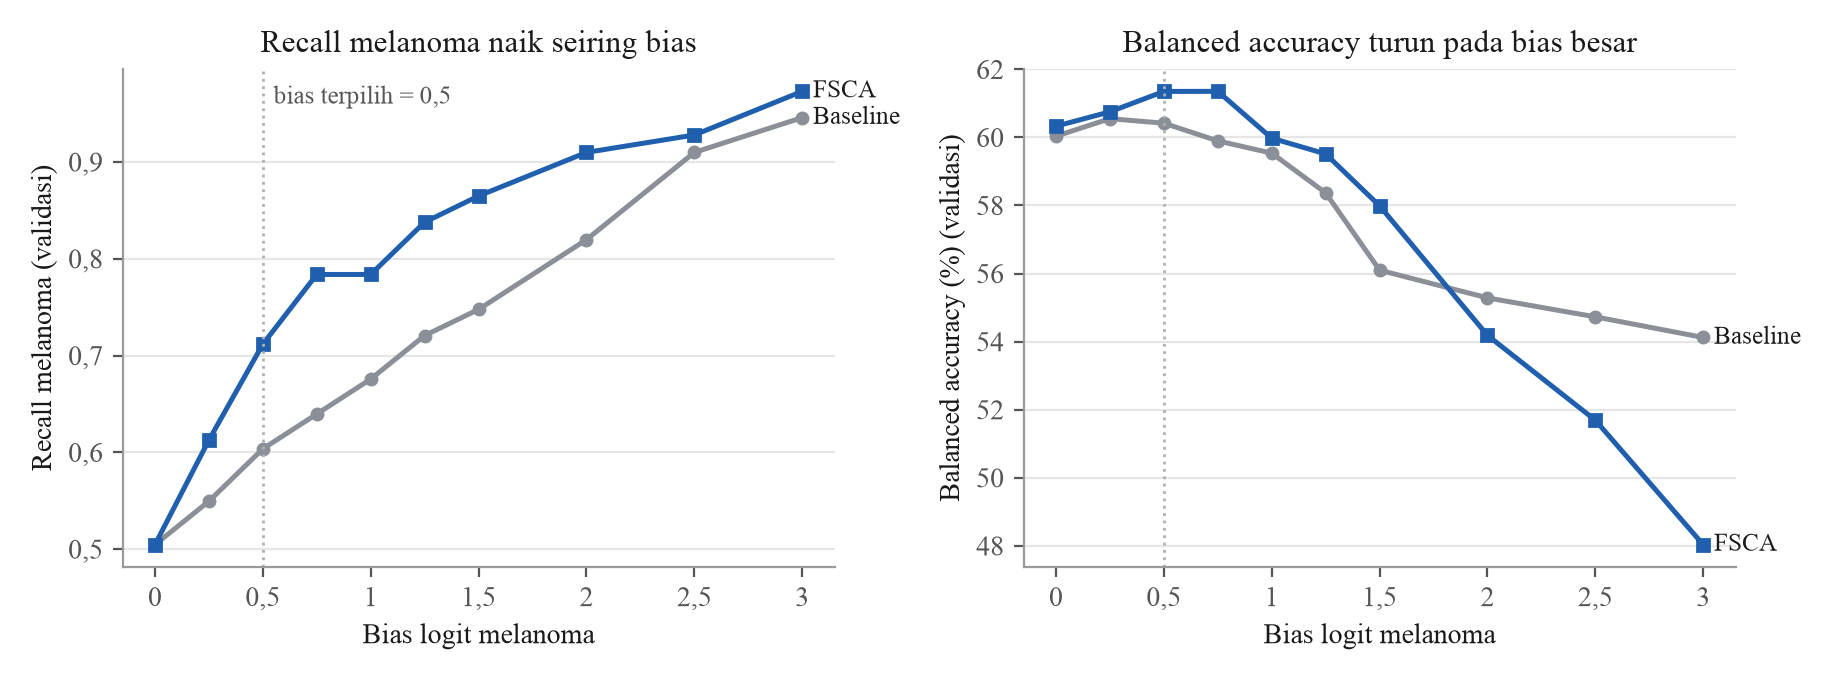 Recall melanoma naik seiring bias
bias terpilih = 0,5
FSCA
Baseline
Recall melanoma (validasi)
0,9
0,8
0,7
0,6
0,5
0
0,5
1
1,5
2
2,5
3
Bias logit melanoma
Balanced accuracy turun pada bias besar
Balanced accuracy (%) (validasi)
62
60
58
56
54
52
50
48
Baseline
FSCA
0
0,5
1
1,5
2
2,5
3
Bias logit melanoma